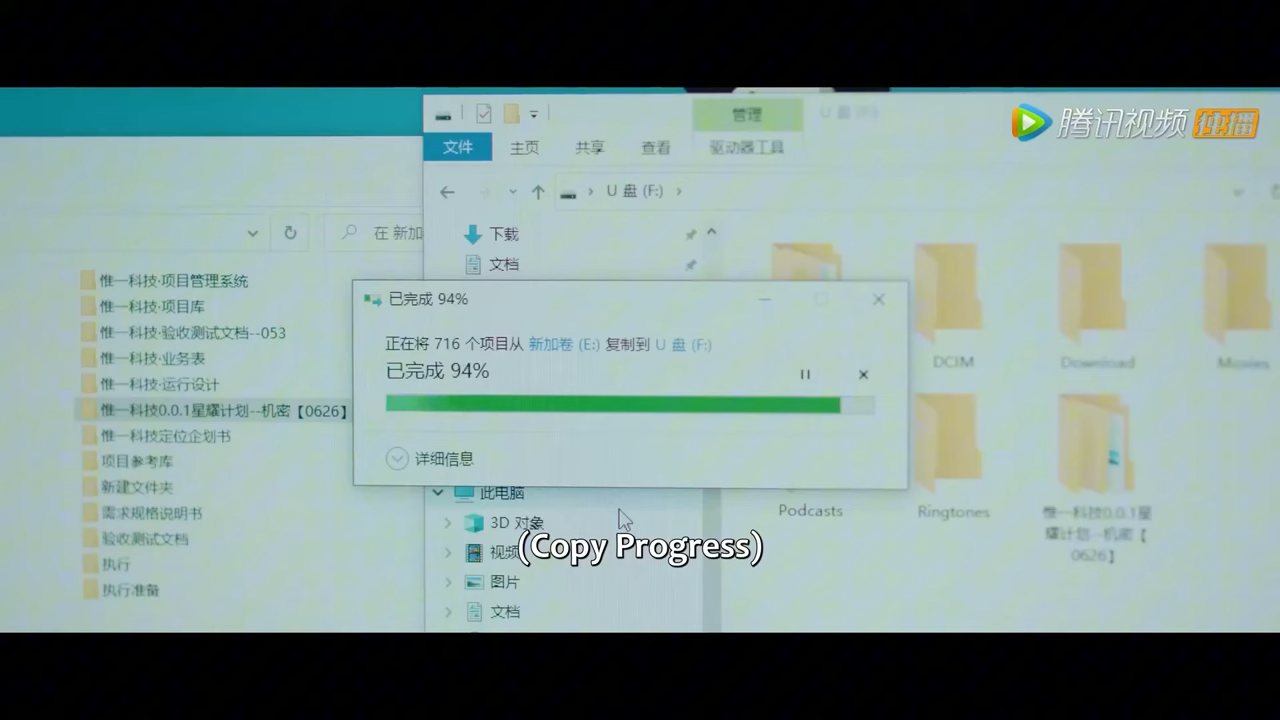 管理
腾讯视频 独播
文件
主页
共享
查看
驱动器工具
U 盘 (F:)
在 新加
下载
文档
惟一科技·项目管理系统
惟一科技·项目库
惟一科技·验收测试文档--053
惟一科技·业务表
惟一科技·运行设计
惟一科技0.0.1星耀计划--机密【0626】
惟一科技定位企划书
项目参考库
新建文件夹
需求规格说明书
验收测试文档
执行
执行准备
已完成 94%
正在将 716 个项目从 新加卷 (E:) 复制到 U 盘 (F:)
已完成 94%
详细信息
此电脑
3D 对象
视频
图片
文档
DCIM
Download
Movies
Podcasts
Ringtones
惟一科技0.0.1星
耀计划--机密【
0626】
(Copy Progress)